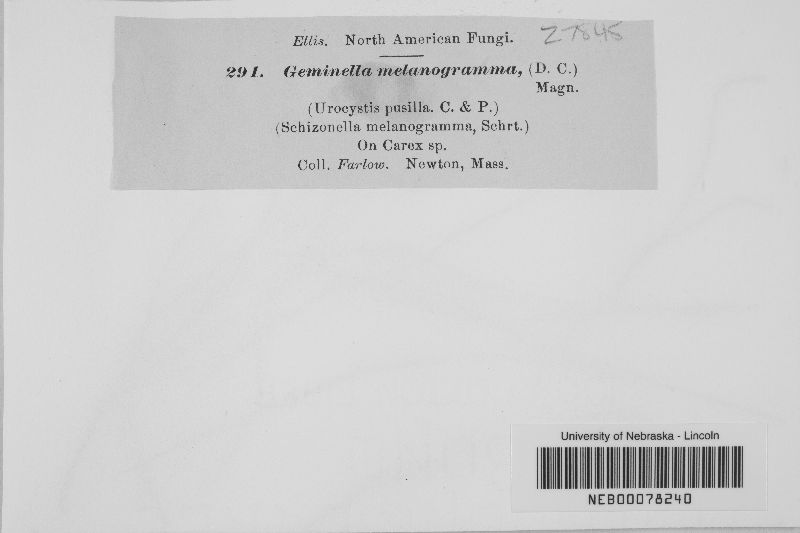 Ellis. North American Fungi. 27845
291. Geminella melanogramma, (D. C.)
Magn.
(Urocystis pusilla. C. & P.)
(Schizonella melanogramma, Schrt.)
On Carex sp.
Coll. Farlow. Newton, Mass.
University of Nebraska - Lincoln
NEB00078240